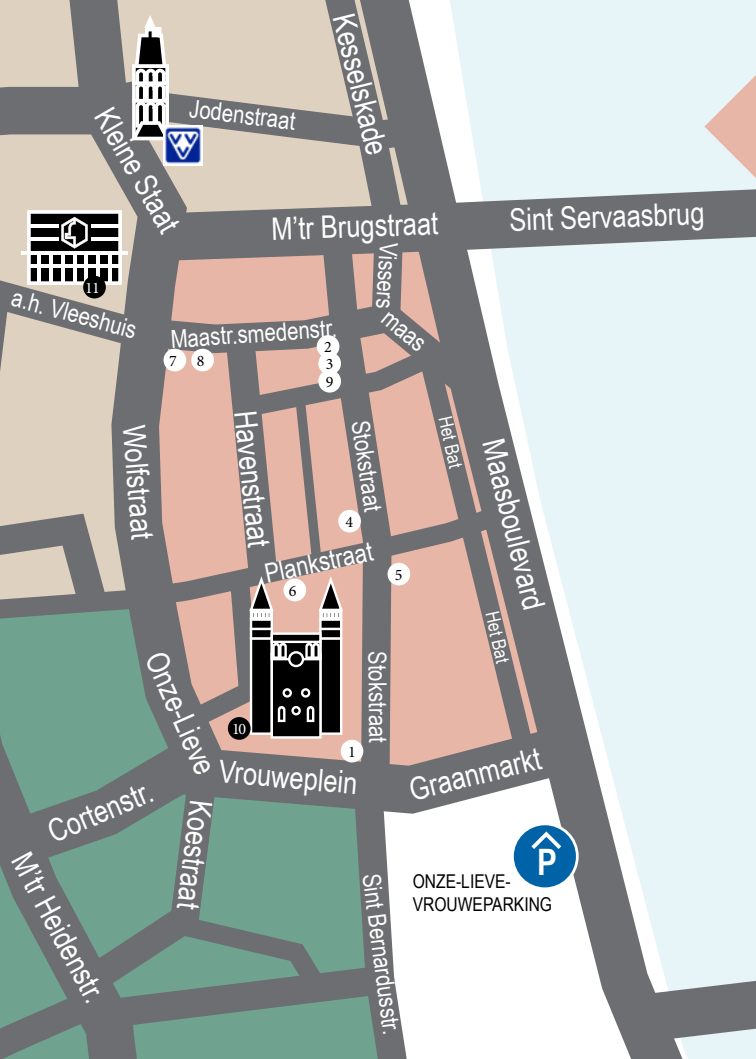 Kesselskade
Jodenstraat
Kleine Staat
VVV
M'tr Brugstraat
Sint Servaasbrug
Vissers
maas
11
a.h. Vleeshuis
Maastr.smedenstr.
2
7
8
3
9
Wolfstraat
Havenstraat
Stokstraat
Het Bat
Maasboulevard
4
Plankstraat
5
6
Het Bat
Onze-Lieve
Stokstraat
10
1
Vrouweplein
Graanmarkt
Cortenstr.
Koestraat
P
ONZE-LIEVE-
VROUWEPARKING
M'tr Heidenstr.
Sint Bernardusstr.